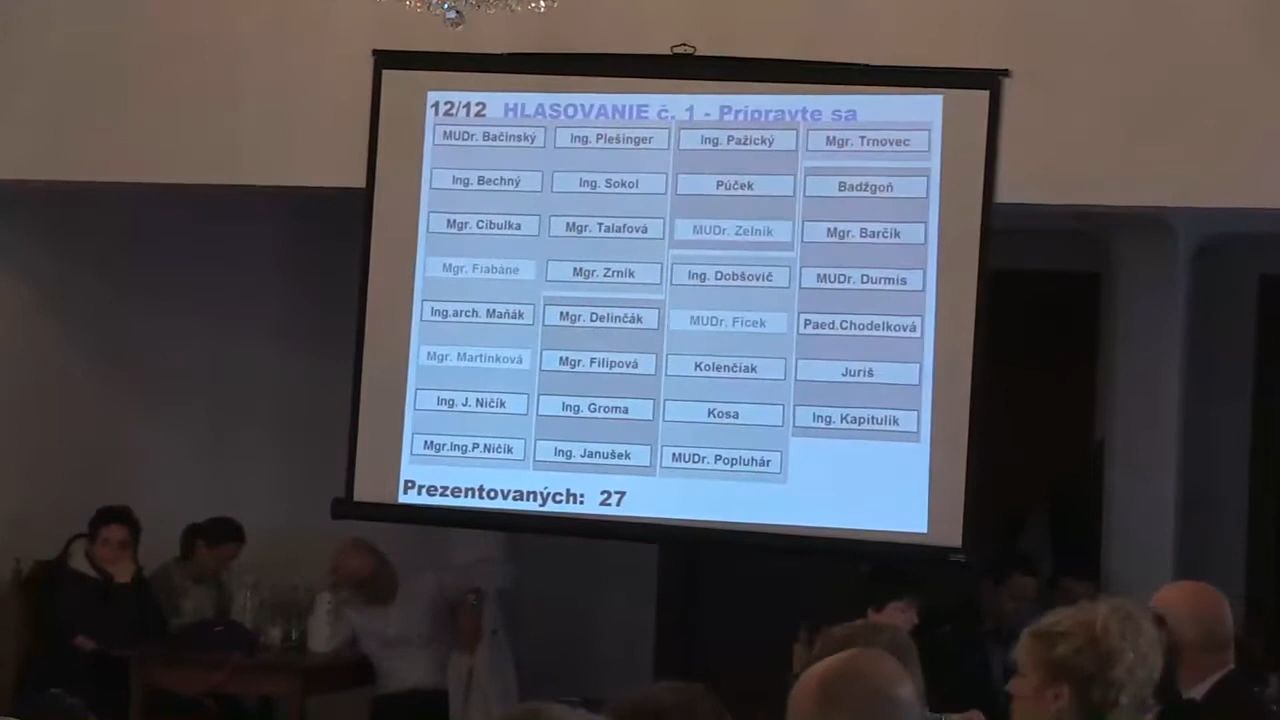 12/12 HLASOVANIE č. 1 - Pripravte sa
MUDr. Bačinský Ing. Plešinger Ing. Pažický Mgr. Trnovec
Ing. Bechný Ing. Sokol Púček Badžgoň
Mgr. Cibulka Mgr. Talafová MUDr. Zelník Mgr. Barčík
Mgr. Fiabáne Mgr. Zrník Ing. Dobšovič MUDr. Durmis
Ing.arch. Maňák Mgr. Delinčák MUDr. Ficek Paed.Chodelková
Mgr. Martinková Mgr. Filipová Kolenčiak Juriš
Ing. J. Ničík Ing. Groma Kosa Ing. Kapitulík
Mgr.Ing.P.Ničík Ing. Janušek MUDr. Popluhár
Prezentovaných: 27